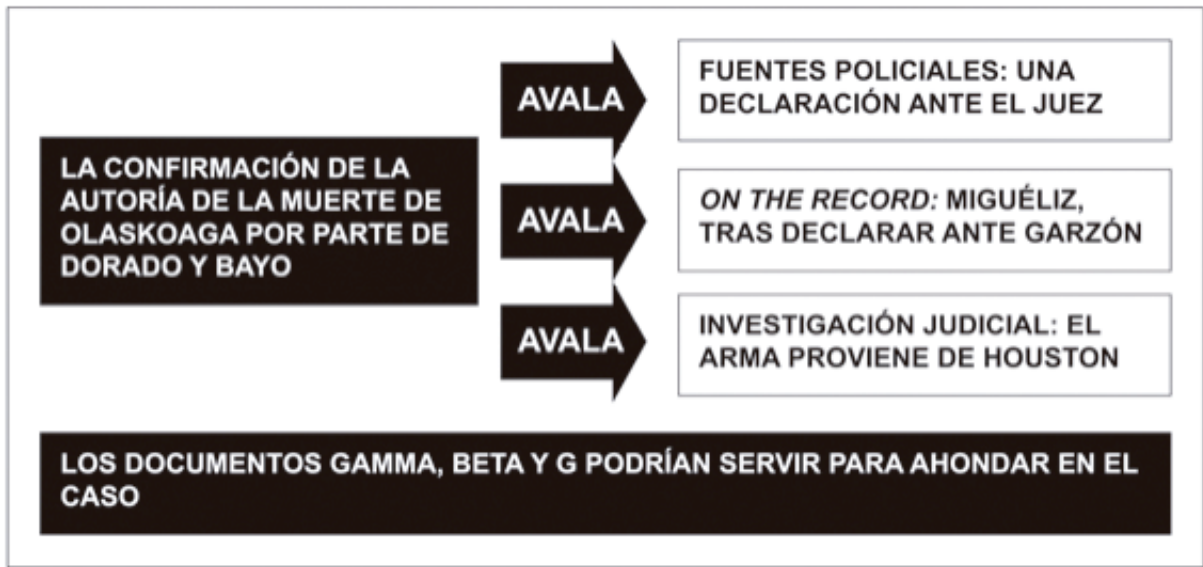 LA CONFIRMACIÓN DE LA
AUTORÍA DE LA MUERTE DE
OLASKOAGA POR PARTE DE
DORADO Y BAYO
AVALA
FUENTES POLICIALES: UNA
DECLARACIÓN ANTE EL JUEZ
AVALA
ON THE RECORD: MIGUÉLIZ,
TRAS DECLARAR ANTE GARZÓN
AVALA
INVESTIGACIÓN JUDICIAL: EL
ARMA PROVIENE DE HOUSTON
LOS DOCUMENTOS GAMMA, BETA Y G PODRÍAN SERVIR PARA AHONDAR EN EL
CASO